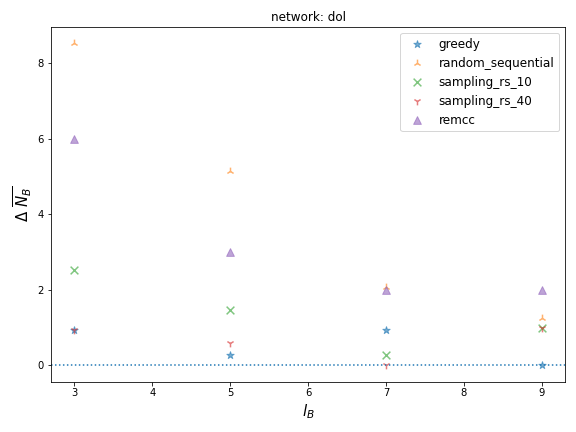 network: dol
greedy
random_sequential
sampling_rs_10
sampling_rs_40
remcc
Δ N̅_B
8
6
4
2
0
3 4 5 6 7 8 9
l_B